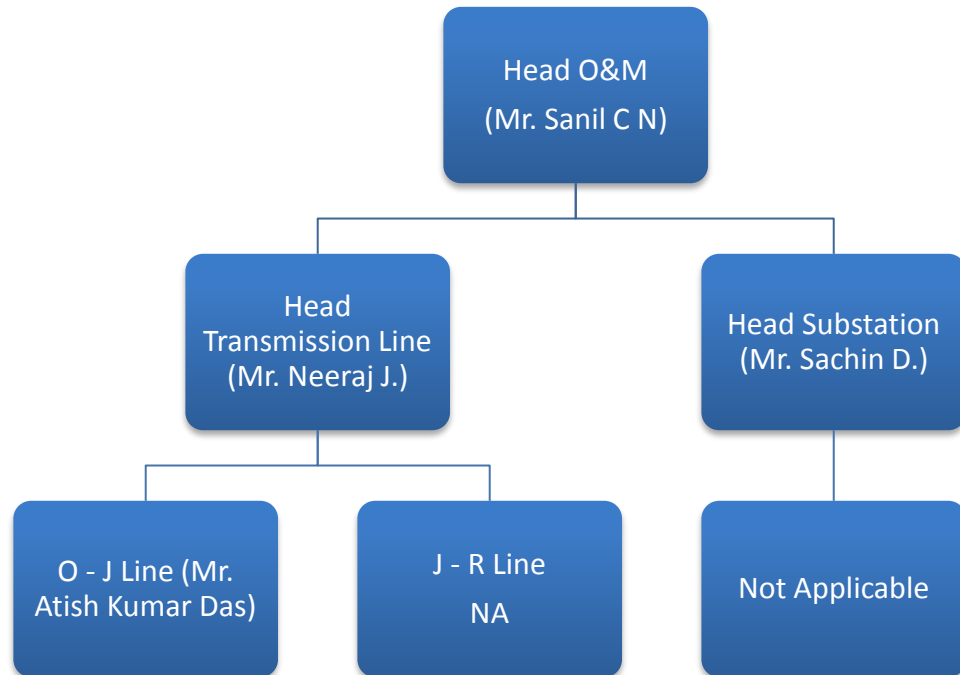 Head O&M
(Mr. Sanil C N)
Head
Transmission Line
(Mr. Neeraj J.)
Head Substation
(Mr. Sachin D.)
O - J Line (Mr.
Atish Kumar Das)
J - R Line
NA
Not Applicable